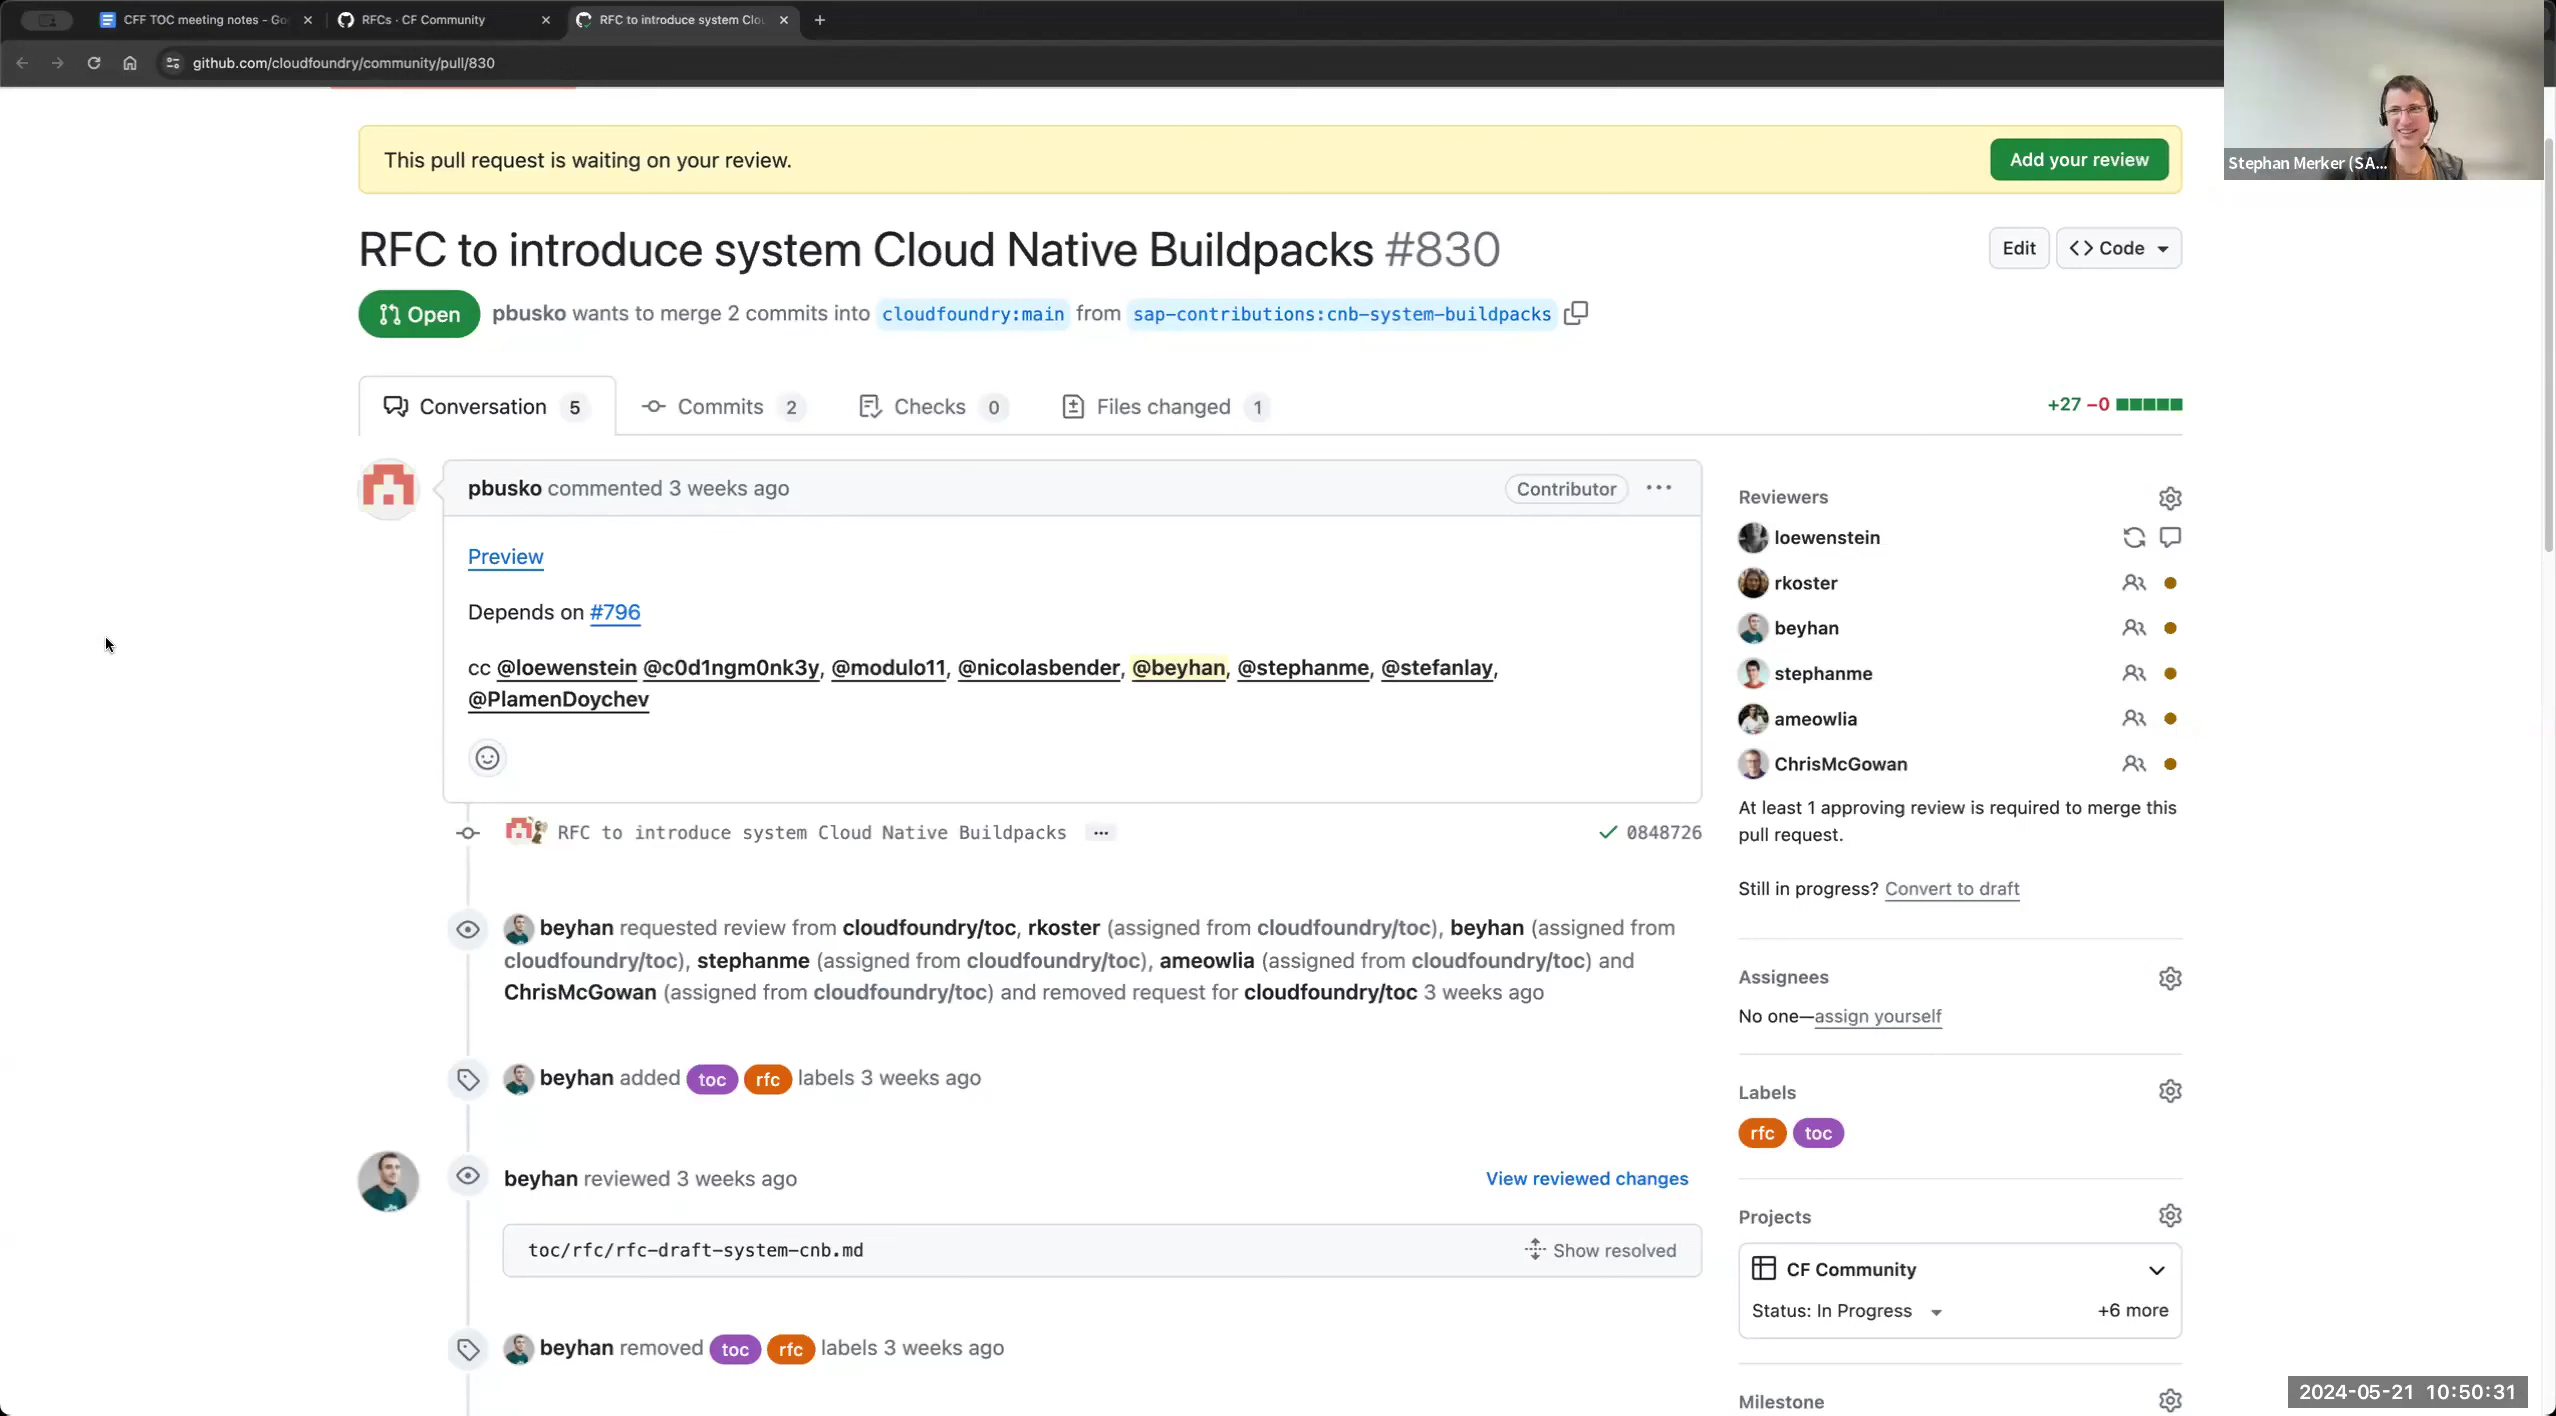 CFF TOC meeting notes - Go
RFCs · CF Community
RFC to introduce system Clo
github.com/cloudfoundry/community/pull/830
Stephan Merker (SA...
This pull request is waiting on your review.
Add your review
RFC to introduce system Cloud Native Buildpacks #830
Edit
Code
Open
pbusko wants to merge 2 commits into cloudfoundry:main from sap-contributions:cnb-system-buildpacks
Conversation 5
Commits 2
Checks 0
Files changed 1
+27 −0
pbusko commented 3 weeks ago
Contributor
Preview
Depends on #796
cc @loewenstein @c0d1ngm0nk3y, @modulo11, @nicolasbender, @beyhan, @stephanme, @stefanlay,
@PlamenDoychev
RFC to introduce system Cloud Native Buildpacks ...
0848726
beyhan requested review from cloudfoundry/toc, rkoster (assigned from cloudfoundry/toc), beyhan (assigned from
cloudfoundry/toc), stephanme (assigned from cloudfoundry/toc), ameowlia (assigned from cloudfoundry/toc) and
ChrisMcGowan (assigned from cloudfoundry/toc) and removed request for cloudfoundry/toc 3 weeks ago
beyhan added toc rfc labels 3 weeks ago
beyhan reviewed 3 weeks ago
View reviewed changes
toc/rfc/rfc-draft-system-cnb.md
Show resolved
beyhan removed toc rfc labels 3 weeks ago
Reviewers
loewenstein
rkoster
beyhan
stephanme
ameowlia
ChrisMcGowan
At least 1 approving review is required to merge this
pull request.
Still in progress? Convert to draft
Assignees
No one—assign yourself
Labels
rfc toc
Projects
CF Community
Status: In Progress
+6 more
Milestone
2024-05-21 10:50:31